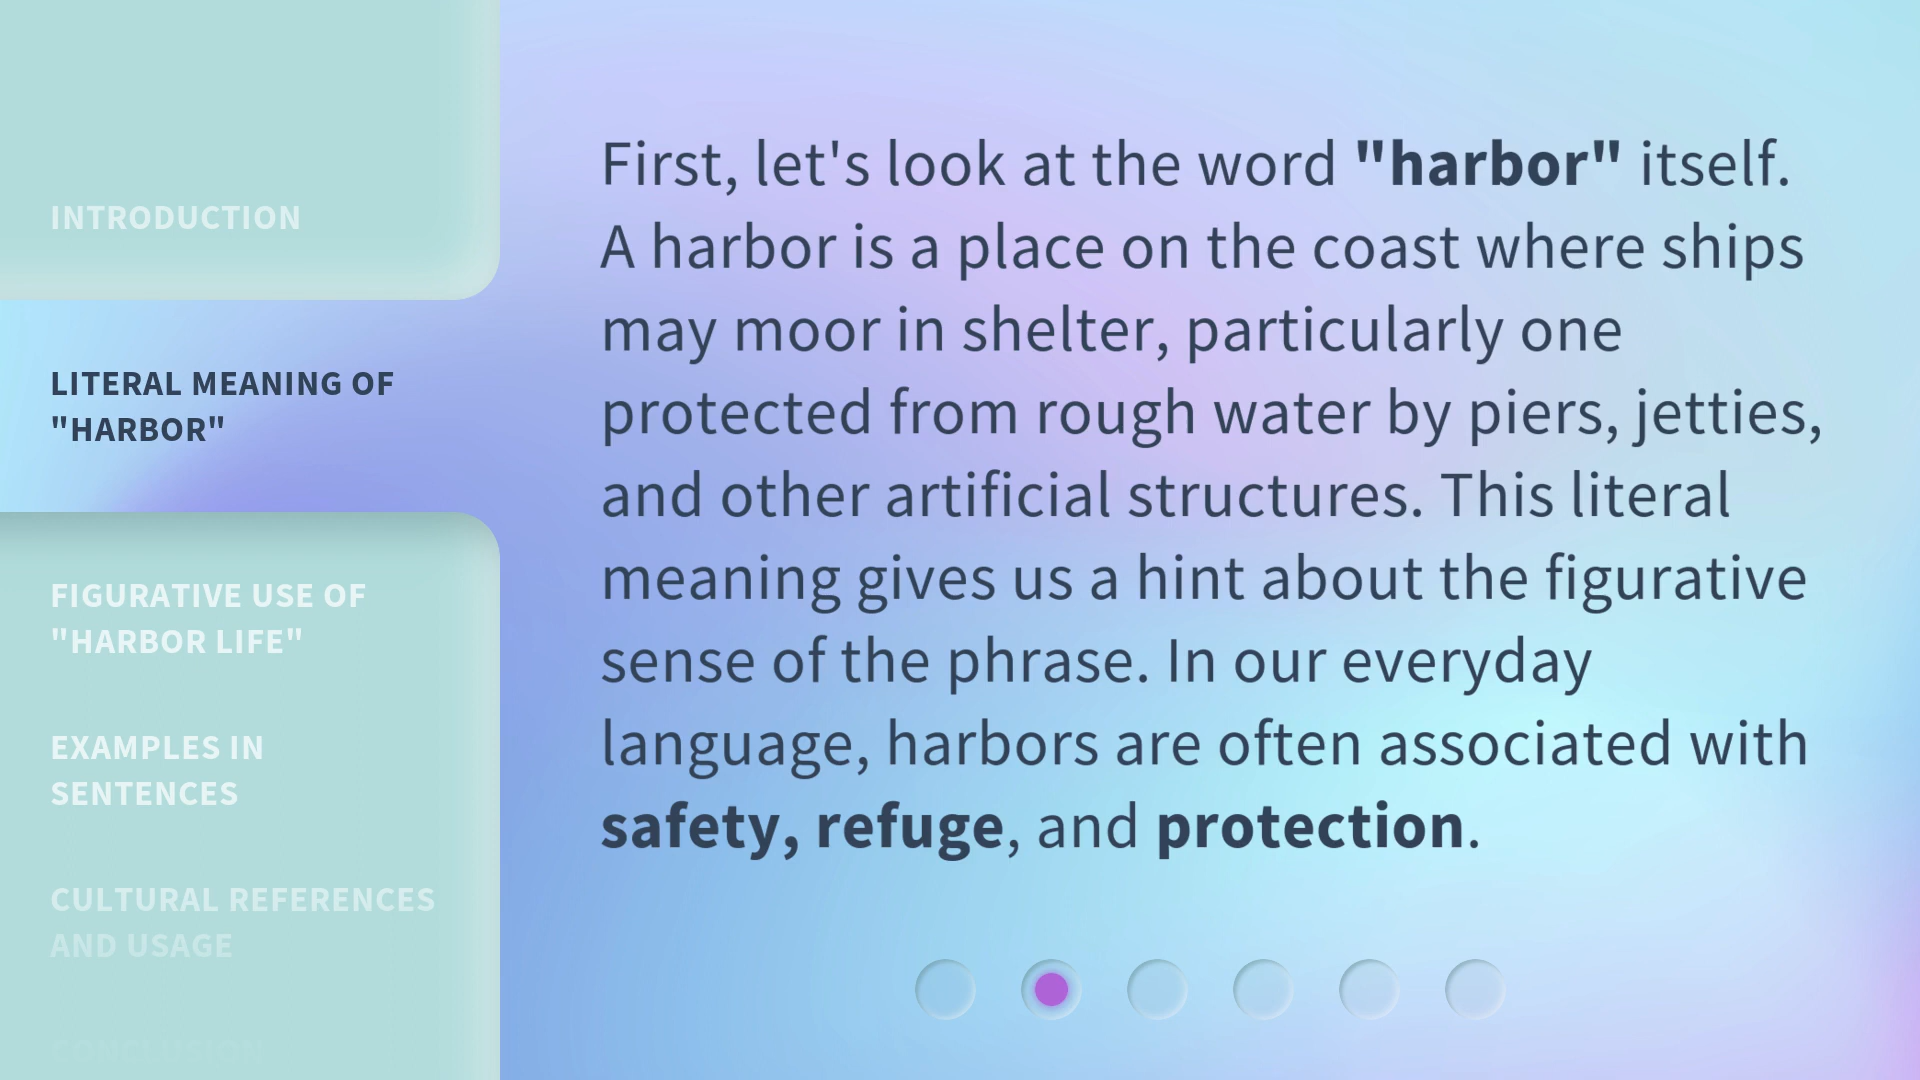 INTRODUCTION
LITERAL MEANING OF
"HARBOR"
FIGURATIVE USE OF
"HARBOR LIFE"
EXAMPLES IN
SENTENCES
CULTURAL REFERENCES
AND USAGE
CONCLUSION
First, let's look at the word "harbor" itself.
A harbor is a place on the coast where ships
may moor in shelter, particularly one
protected from rough water by piers, jetties,
and other artificial structures. This literal
meaning gives us a hint about the figurative
sense of the phrase. In our everyday
language, harbors are often associated with
safety, refuge, and protection.